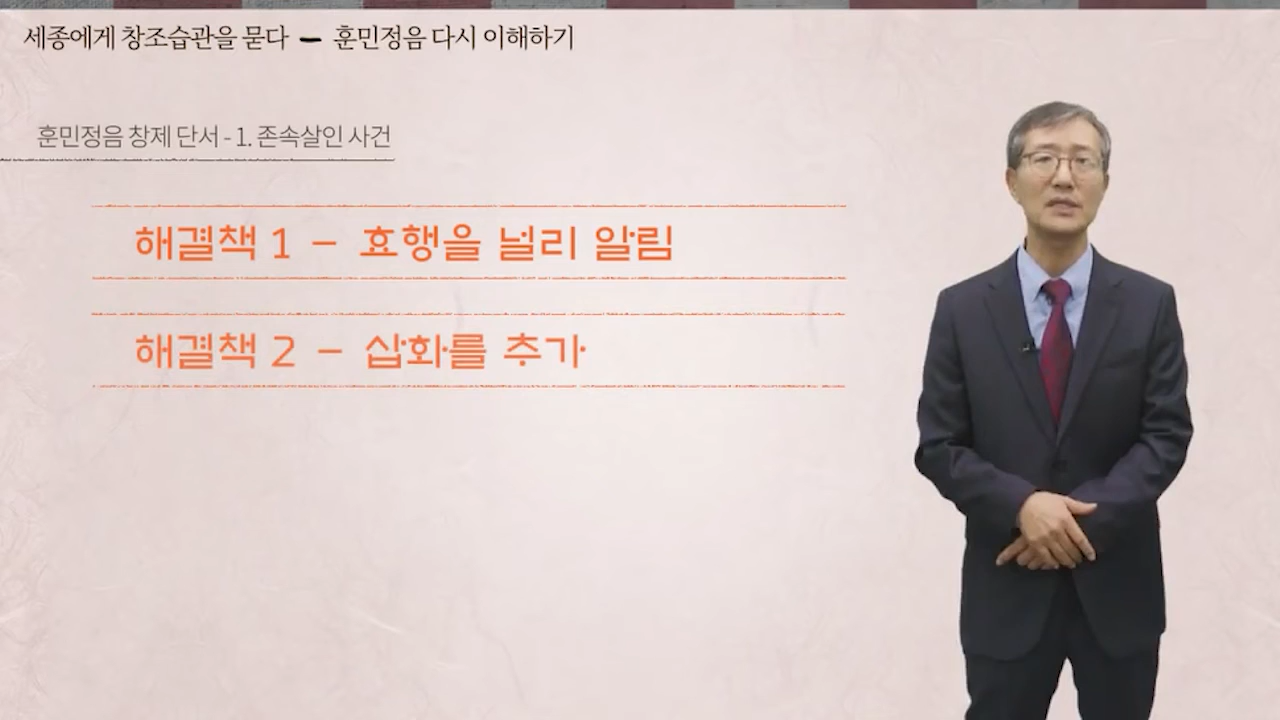 세종에게 창조습관을 묻다 - 훈민정음 다시 이해하기
훈민정음 창제 단서 - 1. 존속살인 사건
해결책 1 - 효행을 널리 알림
해결책 2 - 삽화를 추가